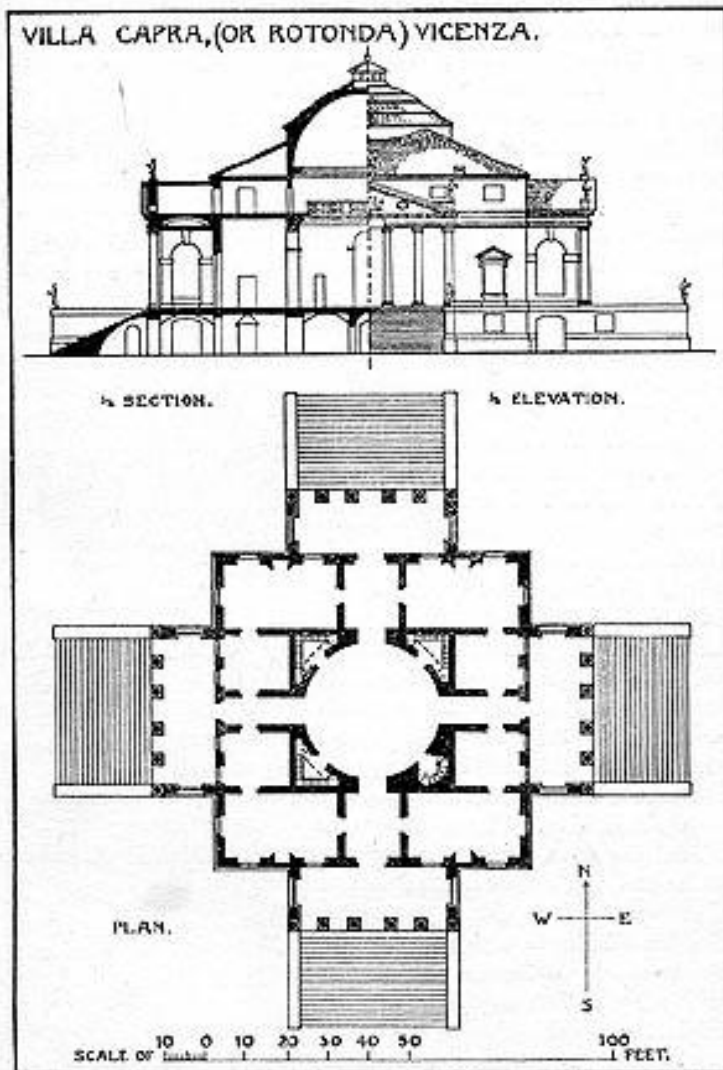 VILLA CAPRA, (OR ROTONDA) VICENZA.
½ SECTION. ½ ELEVATION.
PLAN.
N
W E
S
10 0 10 20 30 40 50 100
SCALE OF FEET.